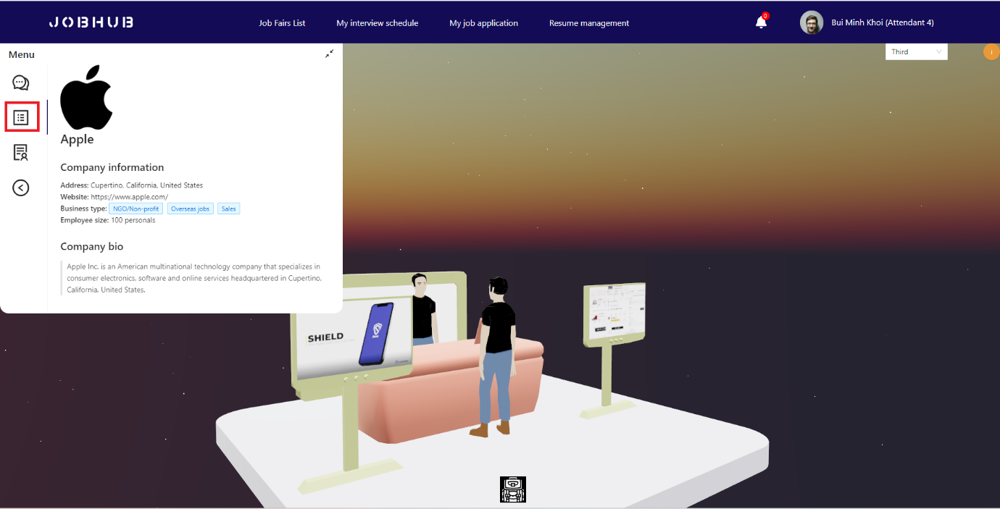 JOBHUB
Job Fairs List
My interview schedule
My job application
Resume management
0
Bui Minh Khoi (Attendant 4)
Menu
Third
i
Apple
Company information
Address: Cupertino, California, United States
Website: https://www.apple.com/
Business type: NGO/Non-profit Overseas jobs Sales
Employee size: 100 personals
Company bio
Apple Inc. is an American multinational technology company that specializes in
consumer electronics, software and online services headquartered in Cupertino,
California, United States.
SHIELD